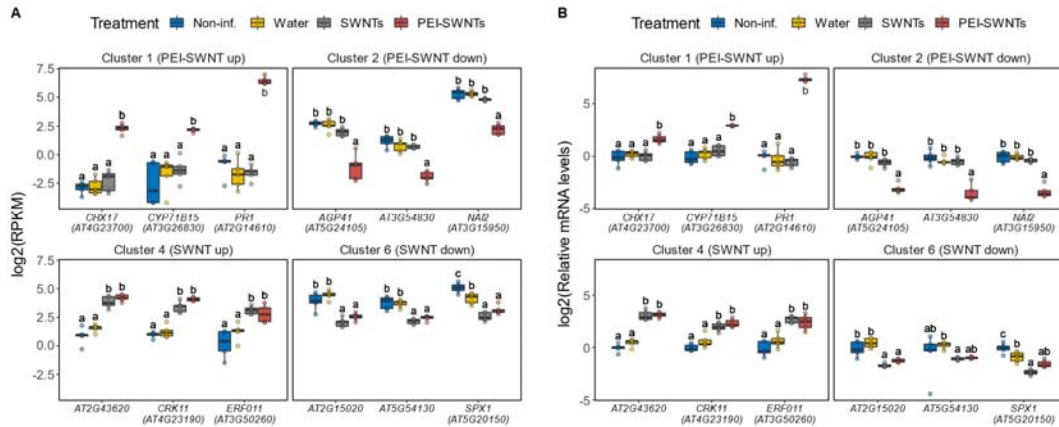 A
Treatment Non-inf. Water SWNTs PEI-SWNTs
Cluster 1 (PEI-SWNT up) Cluster 2 (PEI-SWNT down)
log2(RPKM)
7.5
5.0
2.5
0.0
-2.5
a a a b a a a b a a a b
b b b a b b b a b b b a
CHX17 CYP71B15 PR1
(AT4G23700) (AT3G26830) (AT2G14610)
AGP41 AT3G54830 NAI2
(AT5G24105) (AT3G15950)
Cluster 4 (SWNT up) Cluster 6 (SWNT down)
7.5
5.0
2.5
0.0
-2.5
a a b b a a b b a a b b
b b a a b b a a c b a a
AT2G43620 CRK11 ERF011
(AT4G23190) (AT3G50260)
AT2G15020 AT5G54130 SPX1
(AT5G20150)
B
Treatment Non-inf. Water SWNTs PEI-SWNTs
Cluster 1 (PEI-SWNT up) Cluster 2 (PEI-SWNT down)
log2(Relative mRNA levels)
5
0
-5
a a a b a a a b a a a b
b b b a b b b a b b b a
CHX17 CYP71B15 PR1
(AT4G23700) (AT3G26830) (AT2G14610)
AGP41 AT3G54830 NAI2
(AT5G24105) (AT3G15950)
Cluster 4 (SWNT up) Cluster 6 (SWNT down)
5
0
-5
a a b b a a b b a a b b
b b a a ab b a ab c b a a
AT2G43620 CRK11 ERF011
(AT4G23190) (AT3G50260)
AT2G15020 AT5G54130 SPX1
(AT5G20150)